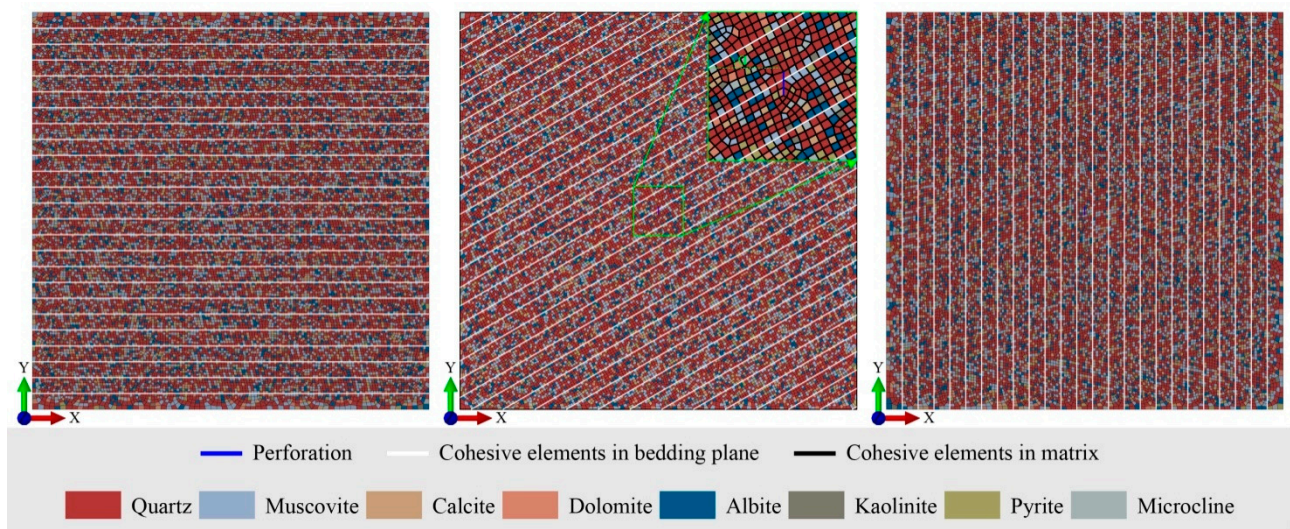 Y
X
Y
X
Y
X
Perforation Cohesive elements in bedding plane Cohesive elements in matrix
Quartz Muscovite Calcite Dolomite Albite Kaolinite Pyrite Microcline